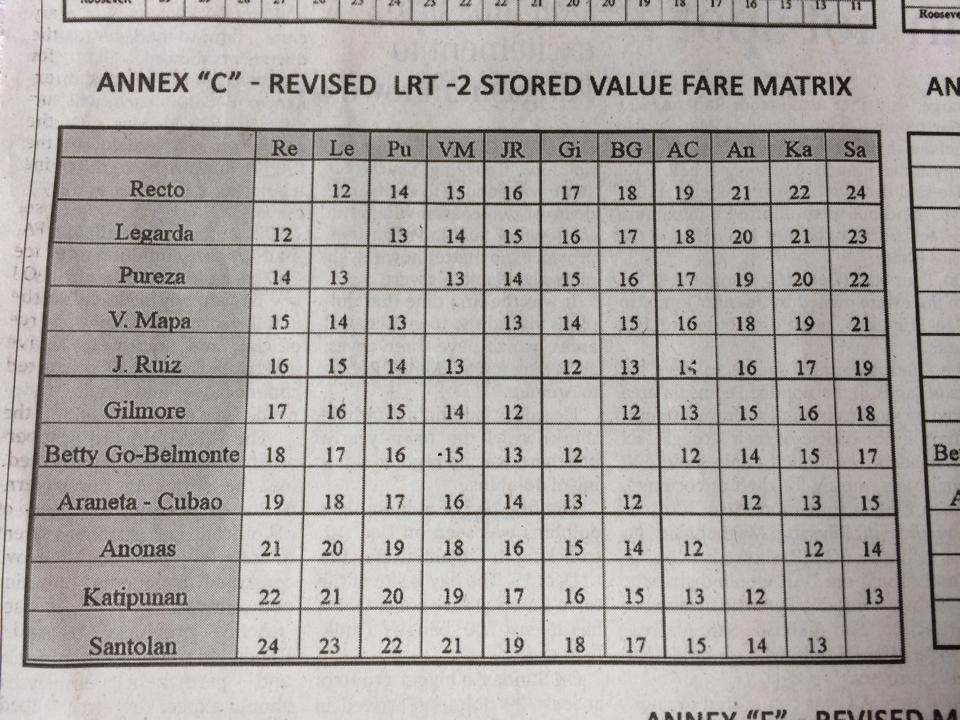 ANNEX “C” - REVISED LRT -2 STORED VALUE FARE MATRIX
AN
Roosev
Re Le Pu VM JR Gi BG AC An Ka Sa
Recto 12 14 15 16 17 18 19 21 22 24
Legarda 12 13 14 15 16 17 18 20 21 23
Pureza 14 13 13 14 15 16 17 19 20 22
V. Mapa 15 14 13 13 14 15 16 18 19 21
J. Ruiz 16 15 14 13 12 13 14 16 17 19
Gilmore 17 16 15 14 12 12 13 15 16 18
Betty Go-Belmonte 18 17 16 15 13 12 12 14 15 17
Be
Araneta - Cubao 19 18 17 16 14 13 12 12 13 15
Anonas 21 20 19 18 16 15 14 12 12 14
Katipunan 22 21 20 19 17 16 15 13 12 13
Santolan 24 23 22 21 19 18 17 15 14 13